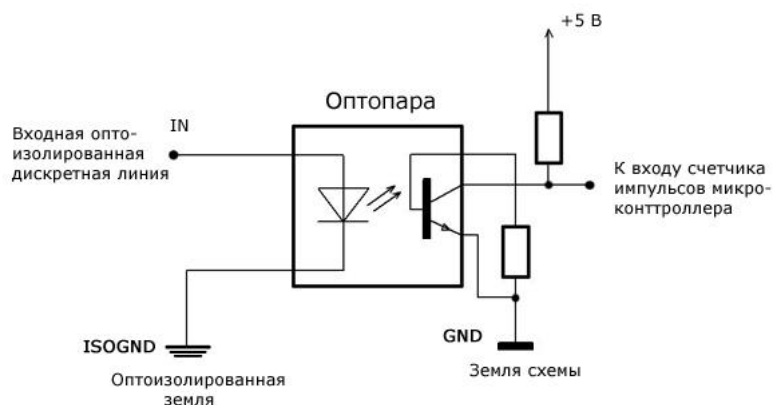 +5 В
Оптопара
IN
Входная опто-
изолированная
дискретная линия
К входу счетчика
импульсов микро-
конттроллера
ISOGND
Оптоизолированная
земля
GND
Земля схемы